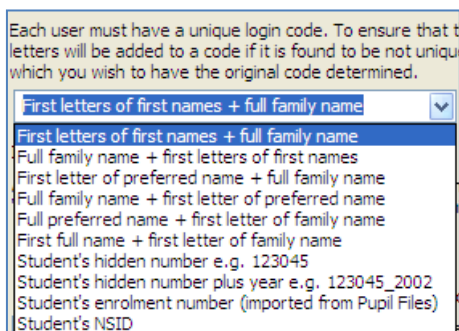 Each user must have a unique login code. To ensure that
letters will be added to a code if it is found to be not
which you wish to have the original code determined.
First letters of first names + full family name
First letters of first names + full family name
Full family name + first letters of first names
First letter of preferred name + full family name
Full family name + first letter of preferred name
Full preferred name + first letter of family name
First full name + first letter of family name
Student's hidden number e.g. 123045
Student's hidden number plus year e.g. 123045_2002
Student's enrolment number (imported from Pupil Files)
Student's NSID